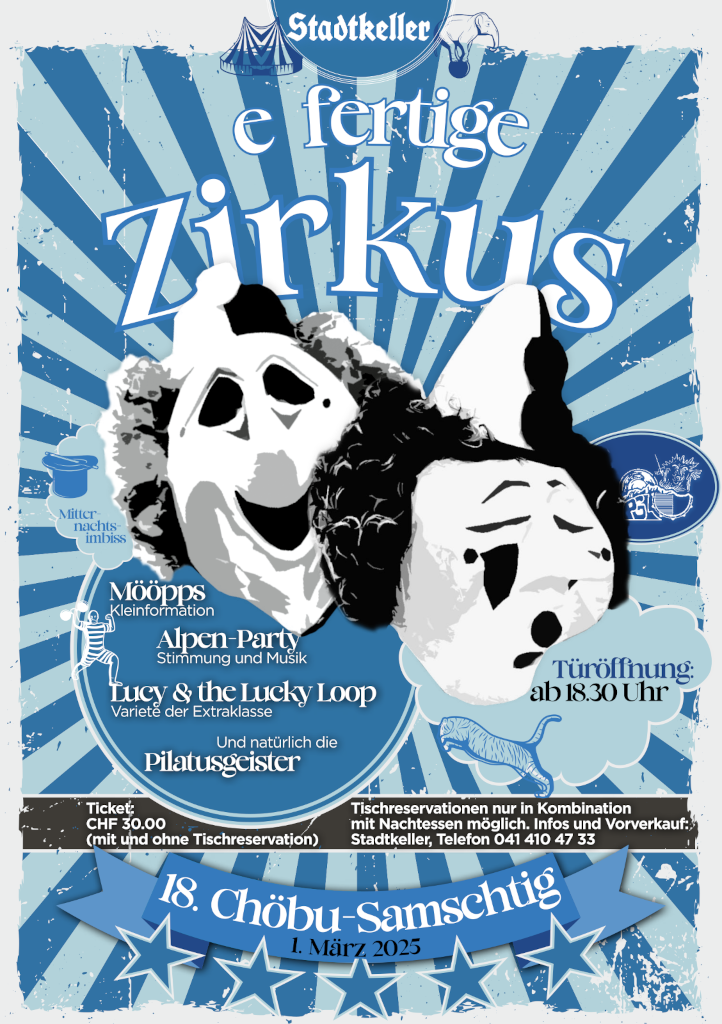 Stadtkeller
e fertige
Zirkus
Mitter-
nachts-
imbiss
Mööpps
Kleinformation
Alpen-Party
Stimmung und Musik
Lucy & the Lucky Loop
Varieté der Extraklasse
Und natürlich die
Pilatusgeister
Türöffnung:
ab 18.30 Uhr
Ticket:
CHF 30.00
(mit und ohne Tischreservation)
Tischreservationen nur in Kombination
mit Nachtessen möglich. Infos und Vorverkauf:
Stadtkeller, Telefon 041 410 47 33
18. Chöbu-Samschtig
1. März 2025